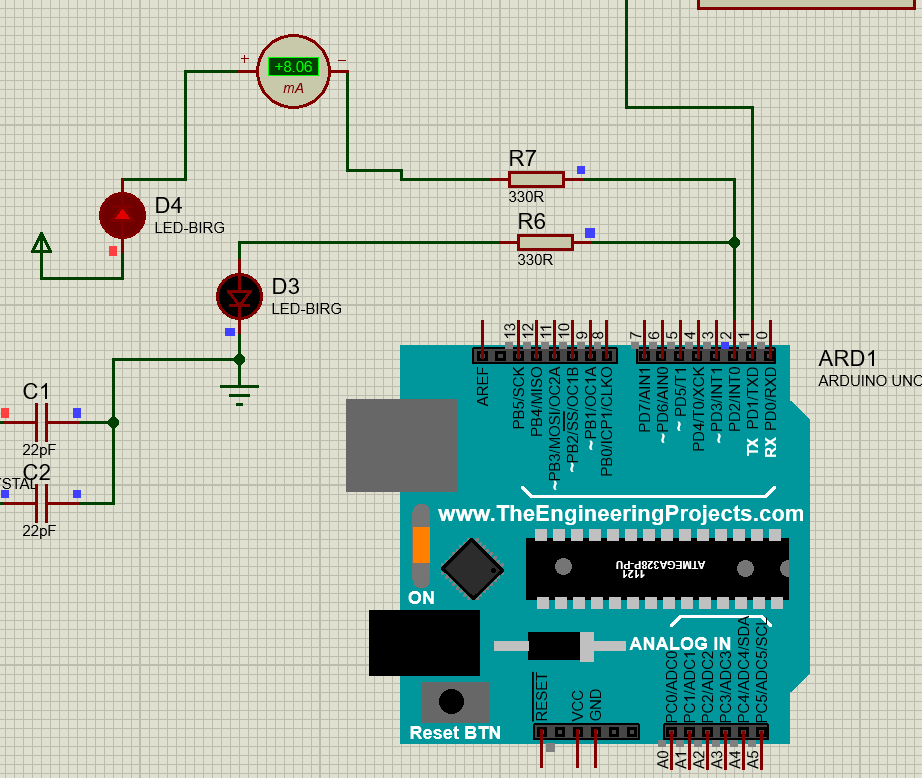 +8.06
mA
+
−
R7
330R
R6
330R
D4
LED-BIRG
D3
LED-BIRG
C1
22pF
C2
STAL
22pF
ARD1
ARDUINO UNO
13
12
11
10
9
8
7
6
5
4
3
2
1
0
AREF
PB5/SCK
PB4/MISO
~PB3/MOSI/OC2A
~PB2/SS/OC1B
~PB1/OC1A
PB0/ICP1/CLKO
PD7/AIN1
~PD6/AIN0
~PD5/T1
PD4/T0/XCK
~PD3/INT1
PD2/INT0
TX PD1/TXD
RX PD0/RXD
www.TheEngineeringProjects.com
ATMEGA328P-PU
1121
ON
ANALOG IN
Reset BTN
RESET
VCC
GND
PC0/ADC0
PC1/ADC1
PC2/ADC2
PC3/ADC3
PC4/ADC4/SDA
PC5/ADC5/SCL
A0
A1
A2
A3
A4
A5